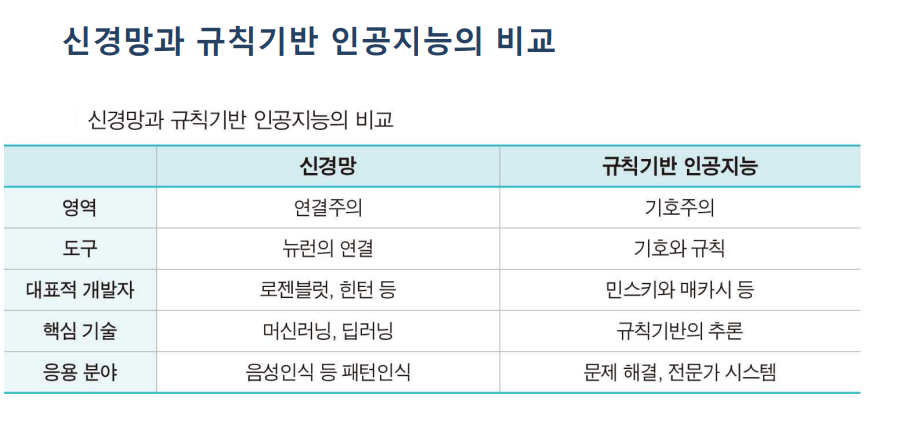 신경망과 규칙기반 인공지능의 비교
신경망과 규칙기반 인공지능의 비교
신경망 규칙기반 인공지능
영역 연결주의 기호주의
도구 뉴런의 연결 기호와 규칙
대표적 개발자 로젠블럿, 힌턴 등 민스키와 매카시 등
핵심 기술 머신러닝, 딥러닝 규칙기반의 추론
응용 분야 음성인식 등 패턴인식 문제 해결, 전문가 시스템